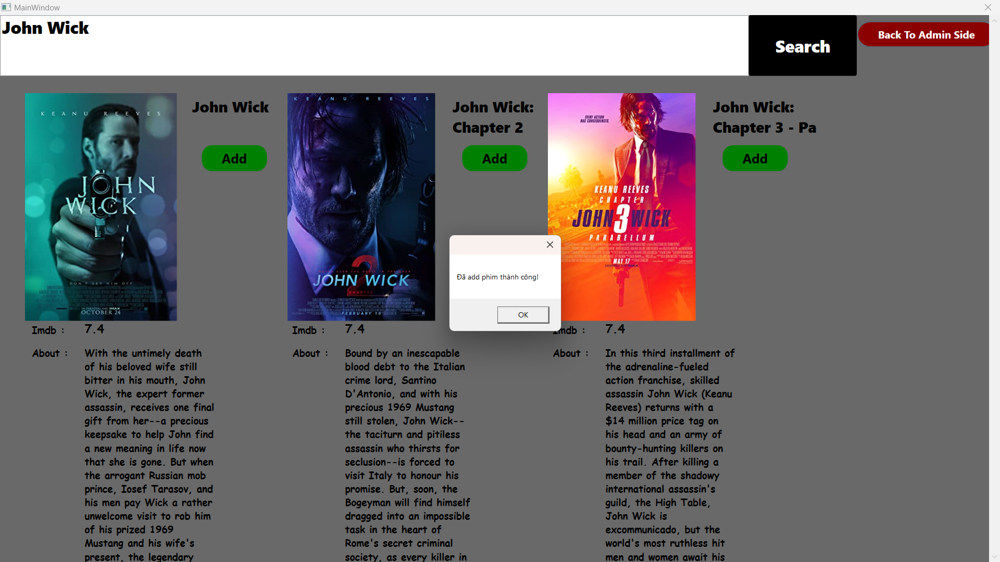 MainWindow
John Wick
Search
Back To Admin Side
KEANU REEVES
JOHN
WICK
DON'T SET HIM OFF
IN THEATERS AND IMAX
OCTOBER 24
John Wick
Add
KEANU REEVES
2
JOHN WICK
CHAPTER
FEBRUARY 10
John Wick:
Chapter 2
Add
EVERY ACTION
HAS CONSEQUENCES.
KEANU REEVES
CHAPTER
JOHN 3 WICK
PARABELLUM
MAY 17
John Wick:
Chapter 3 - Pa
Add
Đã add phim thành công!
OK
Imdb :
7.4
About :
With the untimely death
of his beloved wife still
bitter in his mouth, John
Wick, the expert former
assassin, receives one final
gift from her--a precious
keepsake to help John find
a new meaning in life now
that she is gone. But when
the arrogant Russian mob
prince, Iosef Tarasov, and
his men pay Wick a rather
unwelcome visit to rob him
of his prized 1969
Mustang and his wife's
present, the legendary
Imdb :
7.4
About :
Bound by an inescapable
blood debt to the Italian
crime lord, Santino
D'Antonio, and with his
precious 1969 Mustang
still stolen, John Wick--
the taciturn and pitiless
assassin who thirsts for
seclusion--is forced to
visit Italy to honour his
promise. But, soon, the
Bogeyman will find himself
dragged into an impossible
task in the heart of
Rome's secret criminal
society, as every killer in
Imdb :
7.4
About :
In this third installment of
the adrenaline-fueled
action franchise, skilled
assassin John Wick (Keanu
Reeves) returns with a
$14 million price tag on
his head and an army of
bounty-hunting killers on
his trail. After killing a
member of the shadowy
international assassin's
guild, the High Table,
John Wick is
excommunicado, but the
world's most ruthless hit
men and women await his